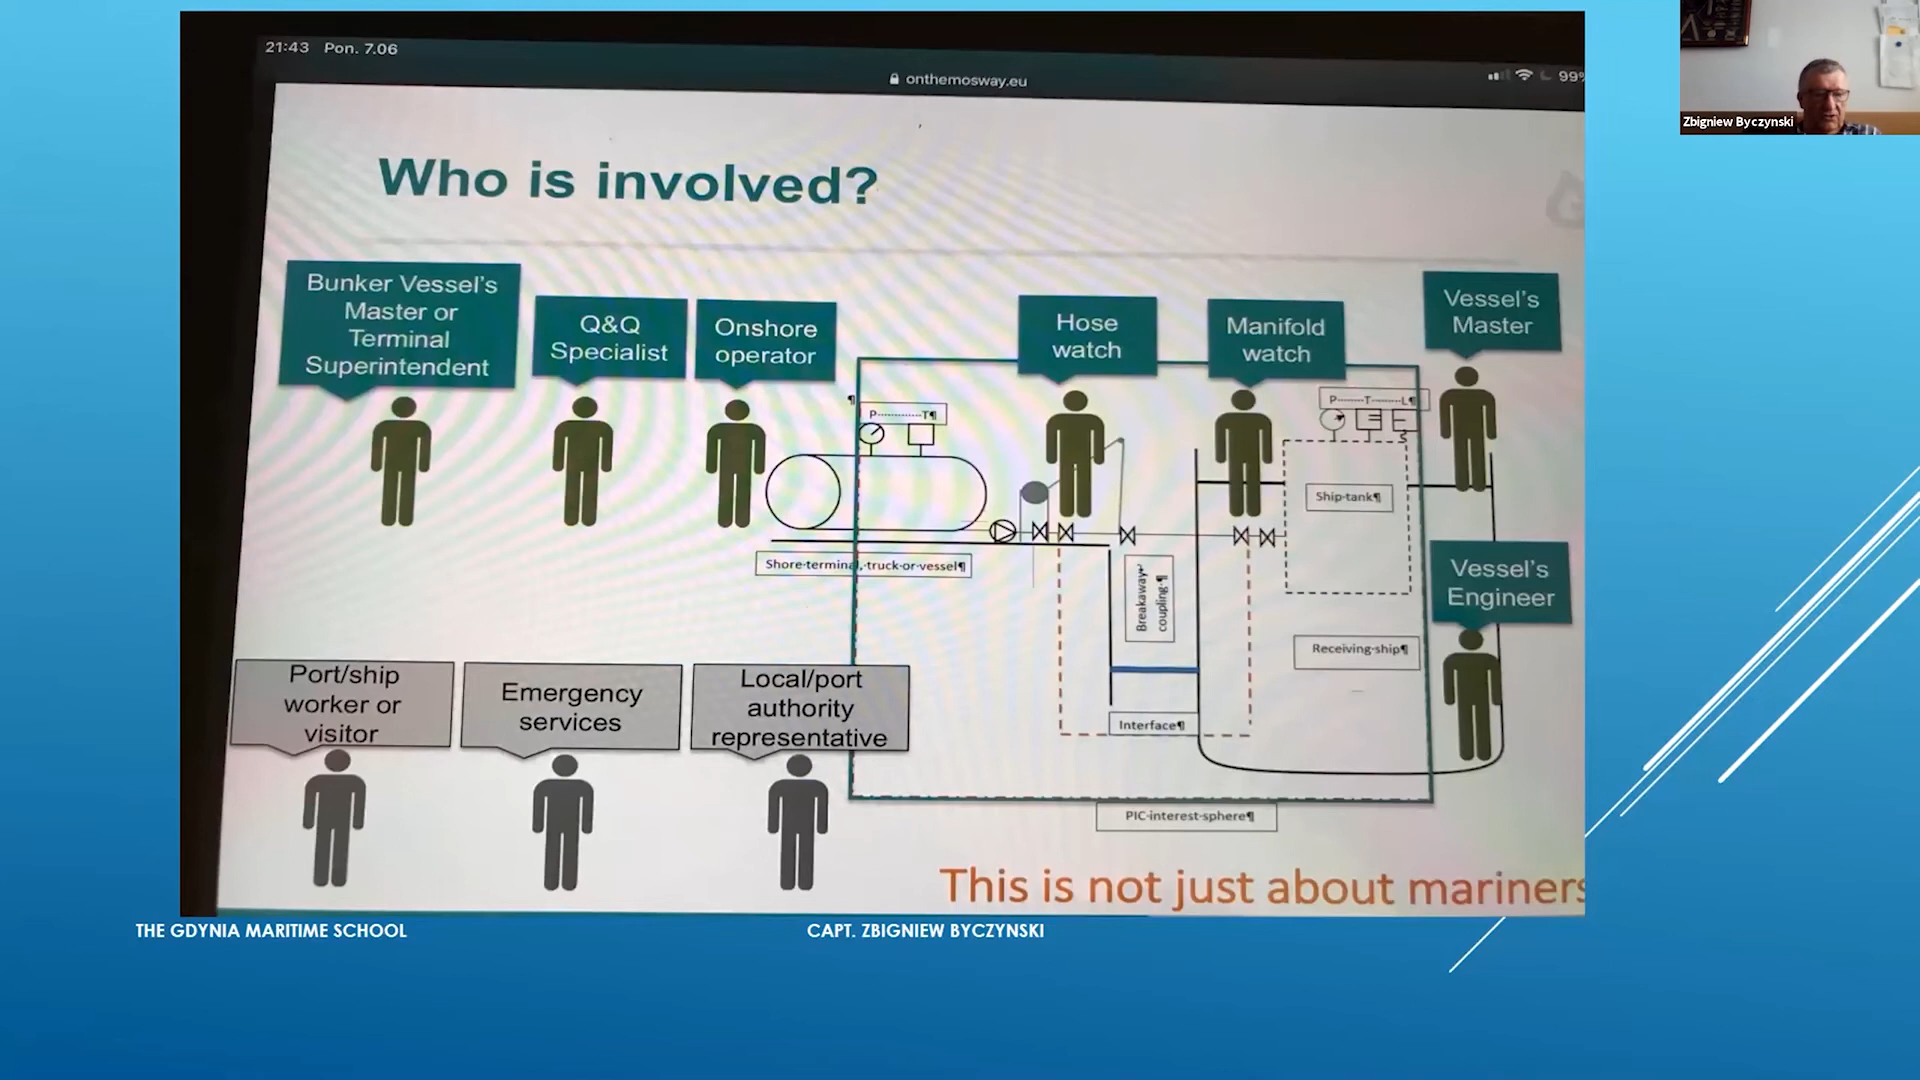 21:43 Pon. 7.06
onthemosway.eu
99%
Zbigniew Byczynski
Who is involved?
Bunker Vessel's
Master or
Terminal
Superintendent
Q&Q
Specialist
Onshore
operator
Hose
watch
Manifold
watch
Vessel's
Master
¶
P············T¶
P········T·········L¶
Ship·tank¶
Shore·terminal,·truck·or·vessel¶
Breakaway↵
coupling·¶
Vessel's
Engineer
Receiving·ship¶
Port/ship
worker or
visitor
Emergency
services
Local/port
authority
representative
Interface¶
PIC·interest·sphere¶
This is not just about mariners
THE GDYNIA MARITIME SCHOOL
CAPT. ZBIGNIEW BYCZYNSKI